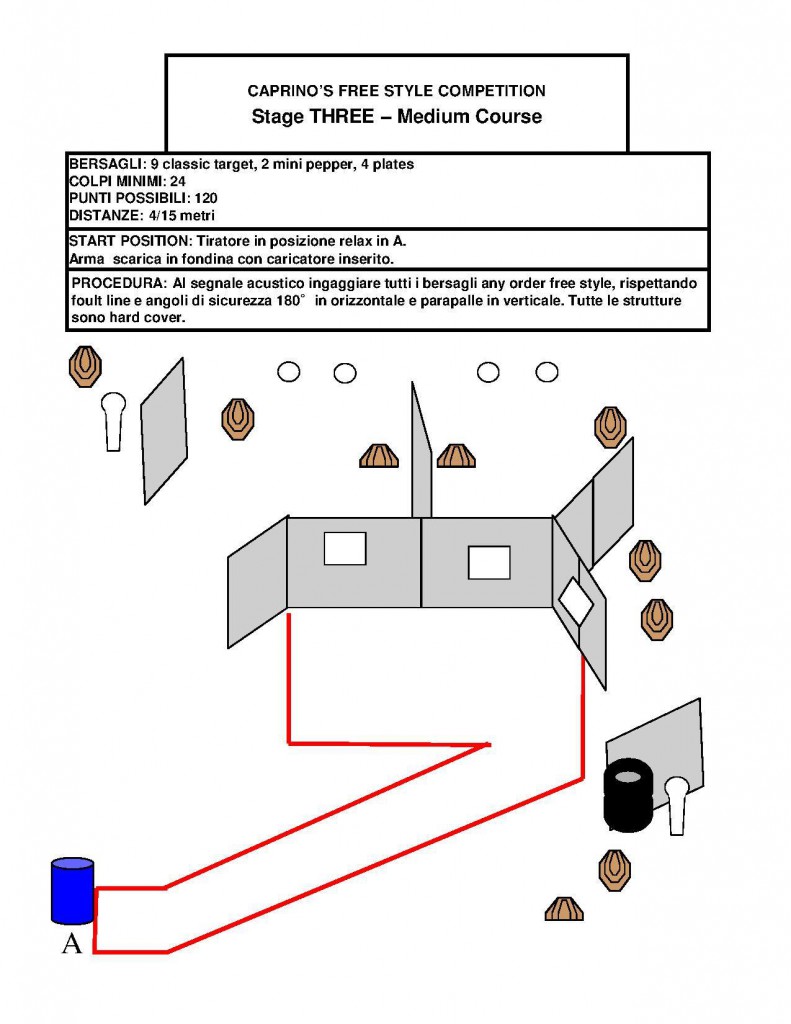 CAPRINO’S FREE STYLE COMPETITION
Stage THREE – Medium Course
BERSAGLI: 9 classic target, 2 mini pepper, 4 plates
COLPI MINIMI: 24
PUNTI POSSIBILI: 120
DISTANZE: 4/15 metri
START POSITION: Tiratore in posizione relax in A.
Arma scarica in fondina con caricatore inserito.
PROCEDURA: Al segnale acustico ingaggiare tutti i bersagli any order free style, rispettando
foult line e angoli di sicurezza 180° in orizzontale e parapalle in verticale. Tutte le strutture
sono hard cover.
A